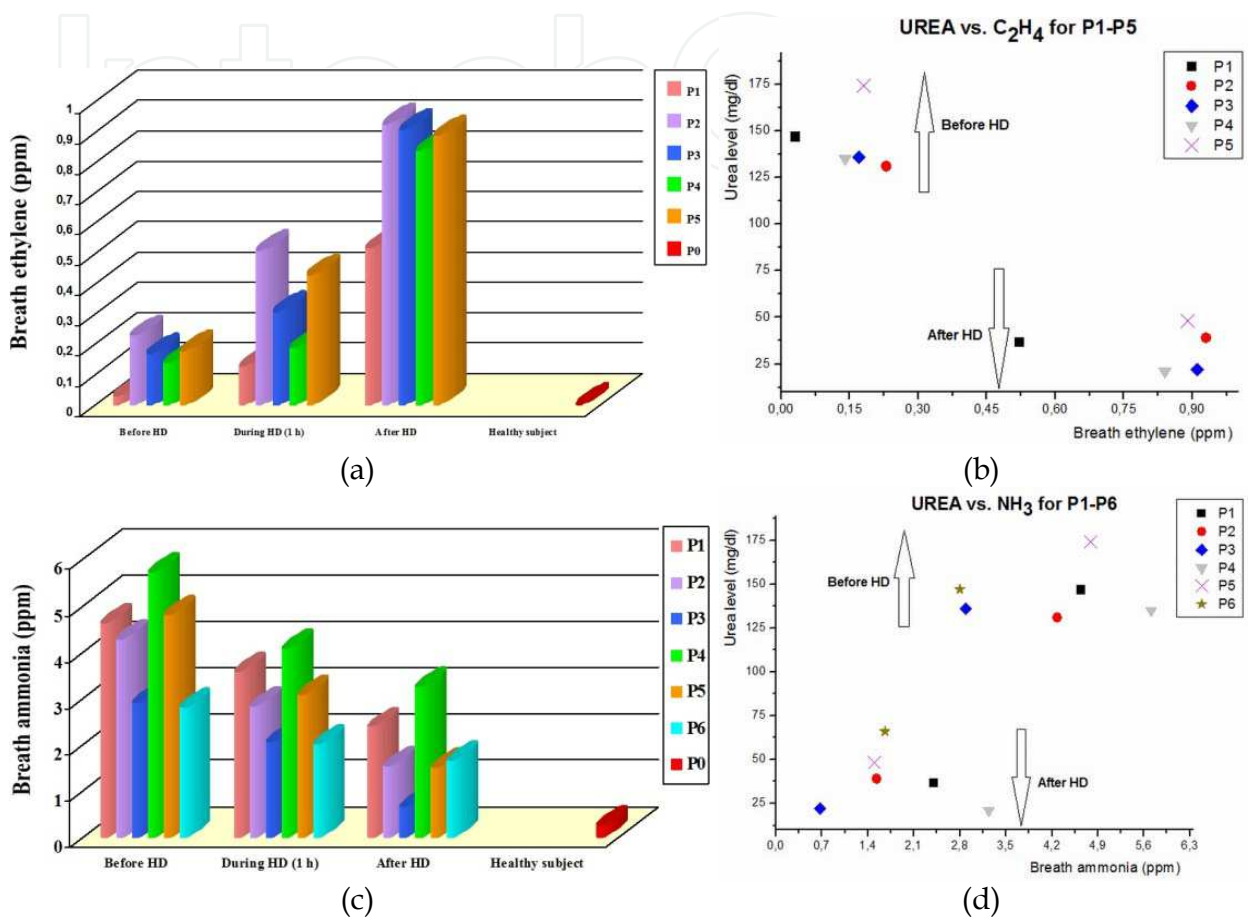 Breath ethylene (ppm)
1
0,9
0,8
0,7
0,6
0,5
0,4
0,3
0,2
0,1
0
Before HD During HD (1 h) After HD Healthy subject
P1
P2
P3
P4
P5
P0
(a)
UREA vs. C₂H₄ for P1-P5
Urea level (mg/dl)
175
150
125
100
75
50
25
Before HD
After HD
P1
P2
P3
P4
P5
0,00 0,15 0,30 0,45 0,60 0,75 0,90
Breath ethylene (ppm)
(b)
Breath ammonia (ppm)
6
5
4
3
2
1
0
Before HD During HD (1 h) After HD Healthy subject
P1
P2
P3
P4
P5
P6
P0
(c)
UREA vs. NH₃ for P1-P6
Urea level (mg/dl)
175
150
125
100
75
50
25
Before HD
After HD
P1
P2
P3
P4
P5
P6
0,0 0,7 1,4 2,1 2,8 3,5 4,2 4,9 5,6 6,3
Breath ammonia (ppm)
(d)